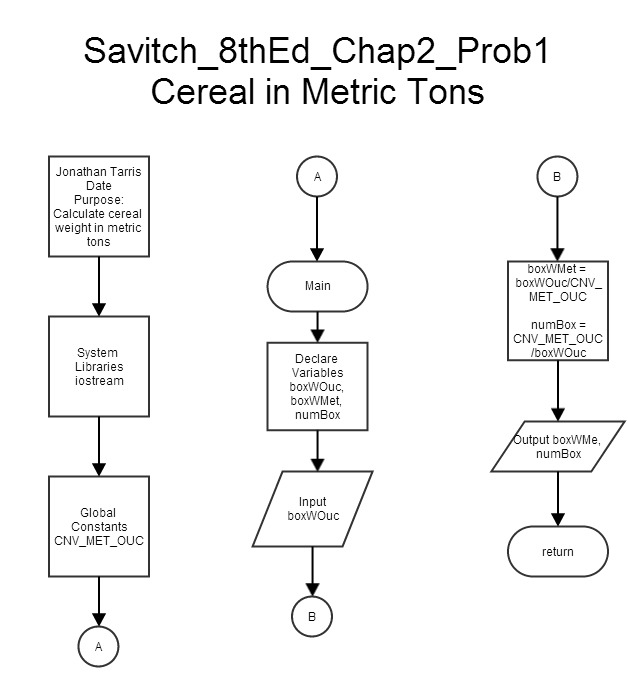 Savitch_8thEd_Chap2_Prob1
Cereal in Metric Tons
Jonathan Tarris
Date
Purpose:
Calculate cereal
weight in metric
tons
System
Libraries
iostream
Global
Constants
CNV_MET_OUC
A
A
Main
Declare
Variables
boxWOuc,
boxWMet,
numBox
Input
boxWOuc
B
B
boxWMet =
boxWOuc/CNV_
MET_OUC
numBox =
CNV_MET_OUC
/boxWOuc
Output boxWMe,
numBox
return